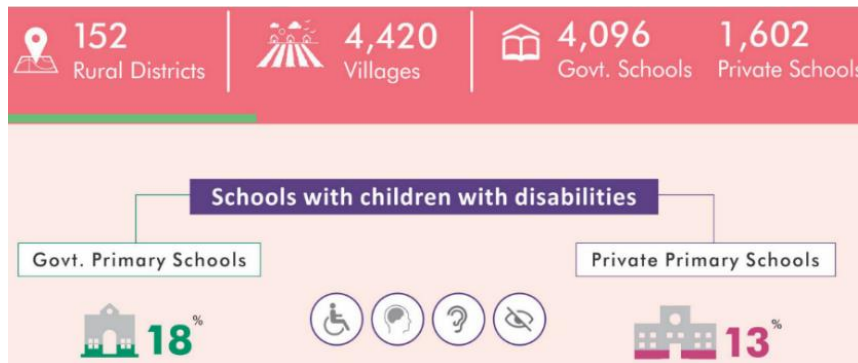 152
Rural Districts
4,420
Villages
4,096
Govt. Schools
1,602
Private Schools
Schools with children with disabilities
Govt. Primary Schools
Private Primary Schools
18%
13%